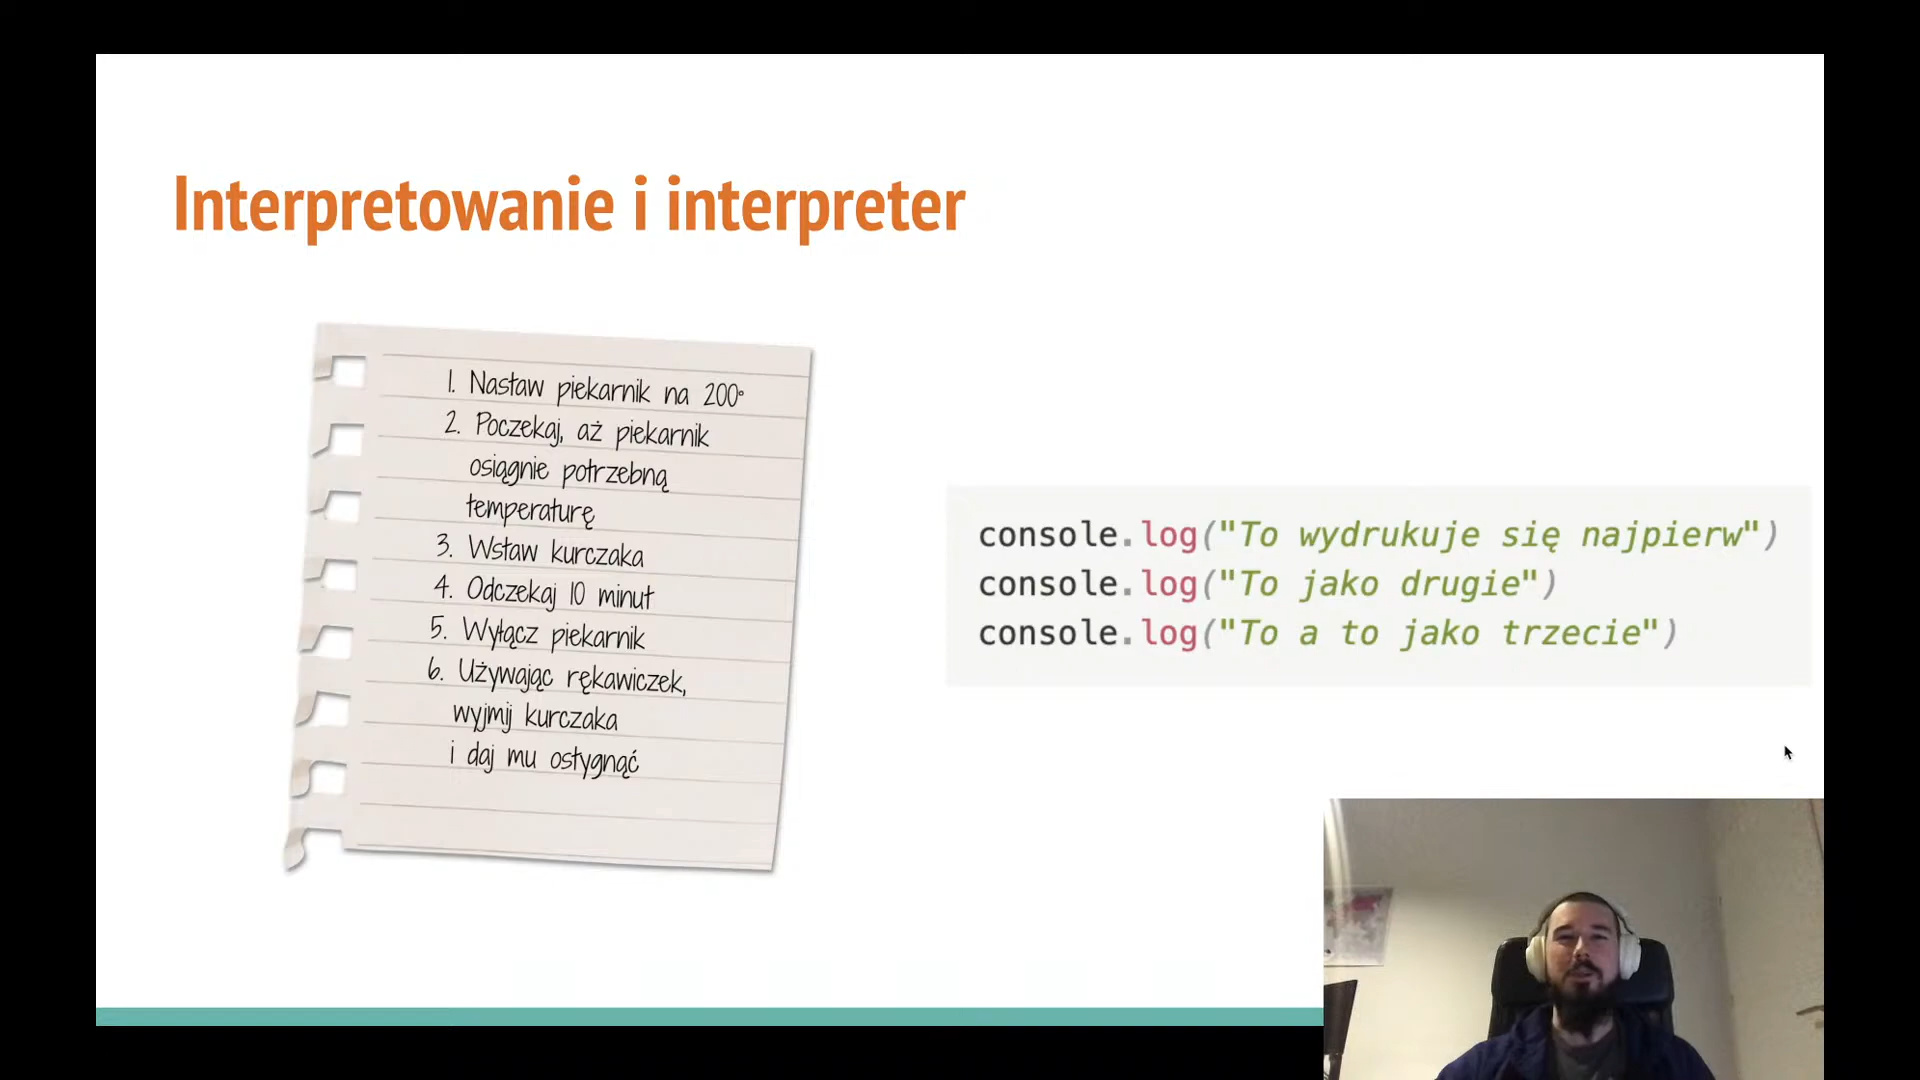 Interpretowanie i interpreter
1. Nastaw piekarnik na 200°
2. Poczekaj, aż piekarnik
osiągnie potrzebną
temperaturę
3. Wstaw kurczaka
4. Odczekaj 10 minut
5. Wyłącz piekarnik
6. Używając rękawiczek,
wyjmij kurczaka
i daj mu ostygnąć
console.log("To wydrukuje się najpierw")
console.log("To jako drugie")
console.log("To a to jako trzecie")